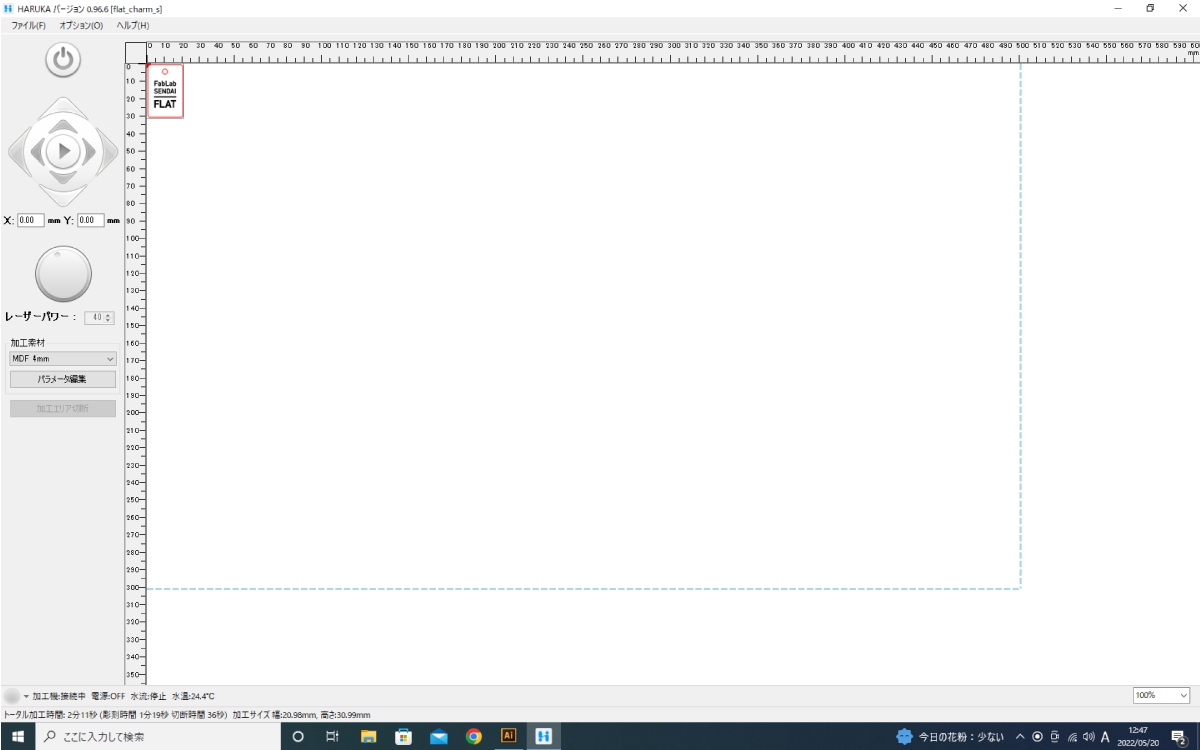 HARUKA バージョン 0.96.6 [flat_charm_s]
ファイル(F) オプション(O) ヘルプ(H)
0 10 20 30 40 50 60 70 80 90 100 110 120 130 140 150 160 170 180 190 200 210 220 230 240 250 260 270 280 290 300 310 320 330 340 350 360 370 380 390 400 410 420 430 440 450 460 470 480 490 500 510 520 530 540 550 560 570 580 590 600
mm
0
10
20
30
40
50
60
70
80
90
100
110
120
130
140
150
160
170
180
190
200
210
220
230
240
250
260
270
280
290
300
310
320
330
340
350
FabLab
SENDAI
FLAT
X: 0.00 mm Y: 0.00 mm
レーザーパワー : 40
加工素材
MDF 4mm
パラメータ編集
加工エリア切断
加工機:接続中 電源:OFF 水流:停止 水温:24.4℃
100%
トータル加工時間: 2分11秒 (彫刻時間 1分19秒 切断時間 36秒) 加工サイズ 幅:20.98mm, 高さ:30.99mm
ここに入力して検索
Ai
今日の花粉：少ない
A
12:47
2022/05/20
2